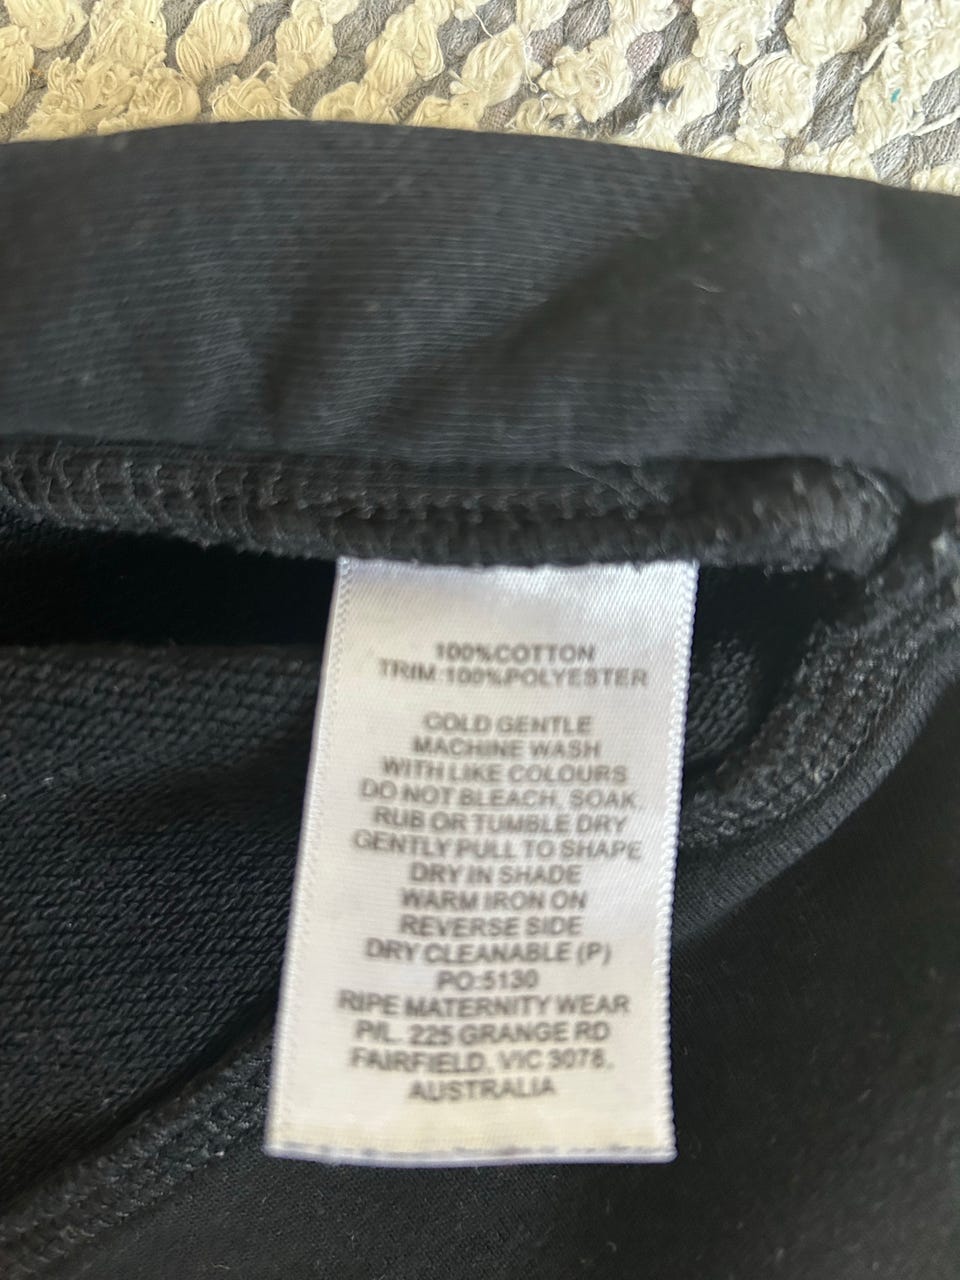 100%COTTON
TRIM:100%POLYESTER
COLD GENTLE
MACHINE WASH
WITH LIKE COLOURS
DO NOT BLEACH, SOAK,
RUB OR TUMBLE DRY
GENTLY PULL TO SHAPE
DRY IN SHADE
WARM IRON ON
REVERSE SIDE
DRY CLEANABLE (P)
PO:5130
RIPE MATERNITY WEAR
P/L. 225 GRANGE RD
FAIRFIELD, VIC 3078,
AUSTRALIA